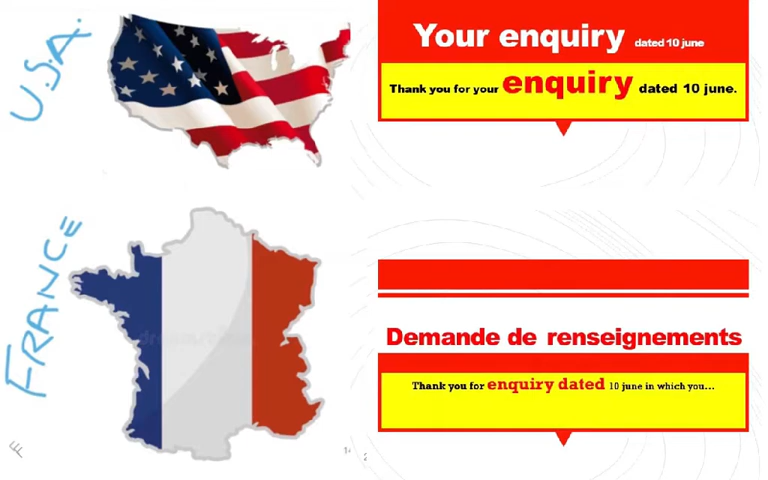 U.S.A.
Your enquiry dated 10 june
Thank you for your enquiry dated 10 june.
FRANCE
Demande de renseignements
Thank you for enquiry dated 10 june in which you...